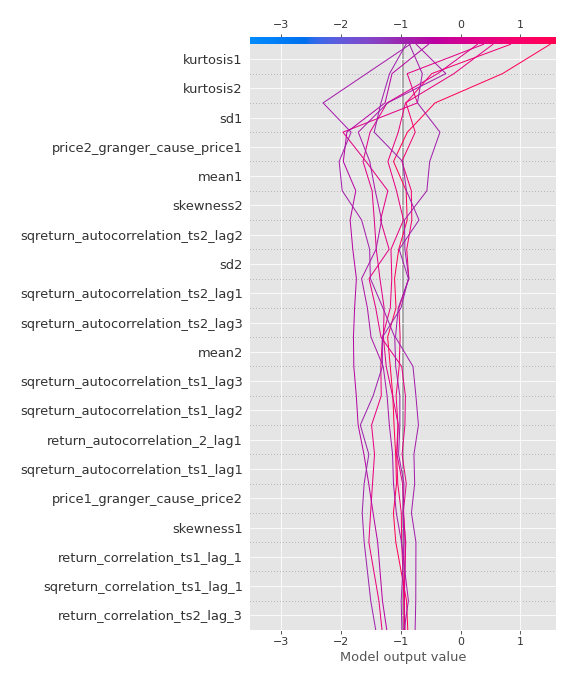 −3 −2 −1 0 1
kurtosis1
kurtosis2
sd1
price2_granger_cause_price1
mean1
skewness2
sqreturn_autocorrelation_ts2_lag2
sd2
sqreturn_autocorrelation_ts2_lag1
sqreturn_autocorrelation_ts2_lag3
mean2
sqreturn_autocorrelation_ts1_lag3
sqreturn_autocorrelation_ts1_lag2
return_autocorrelation_2_lag1
sqreturn_autocorrelation_ts1_lag1
price1_granger_cause_price2
skewness1
return_correlation_ts1_lag_1
sqreturn_correlation_ts1_lag_1
return_correlation_ts2_lag_3
−3 −2 −1 0 1
Model output value